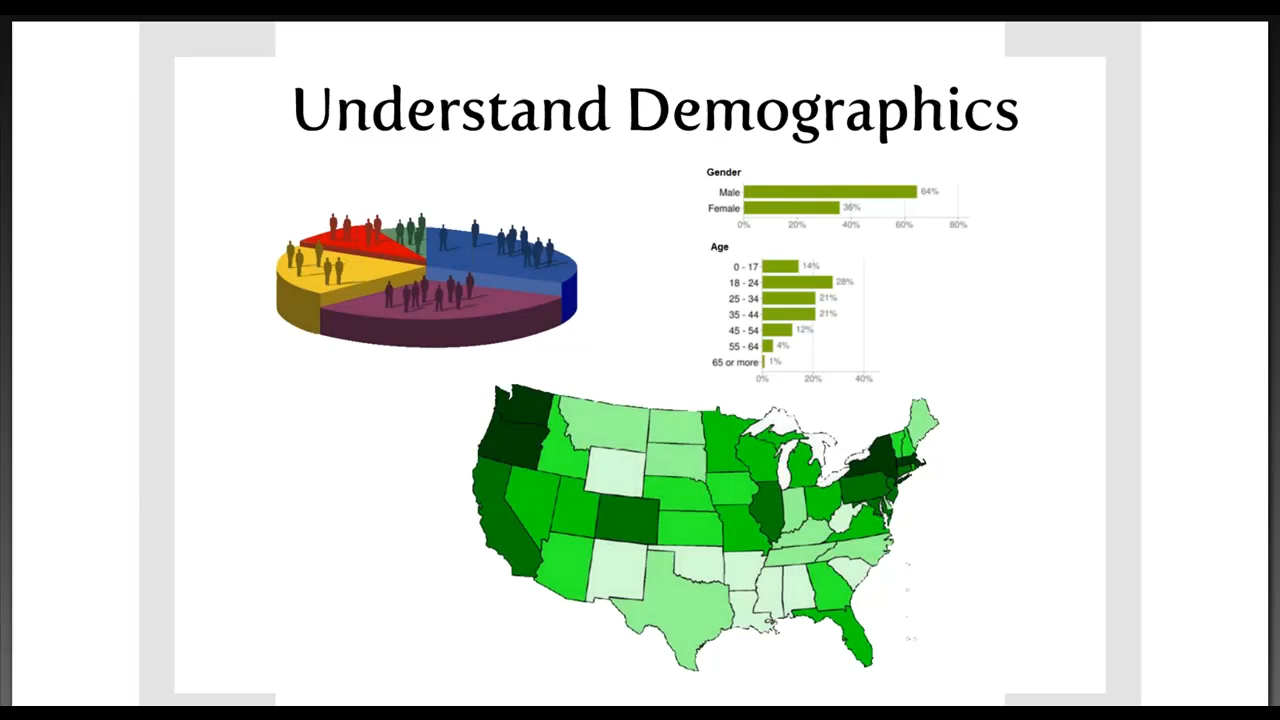 Understand Demographics
Gender
Male 64%
Female 36%
0% 20% 40% 60% 80%
Age
0 - 17 14%
18 - 24 28%
25 - 34 21%
35 - 44 21%
45 - 54 12%
55 - 64 4%
65 or more 1%
0% 20% 40%